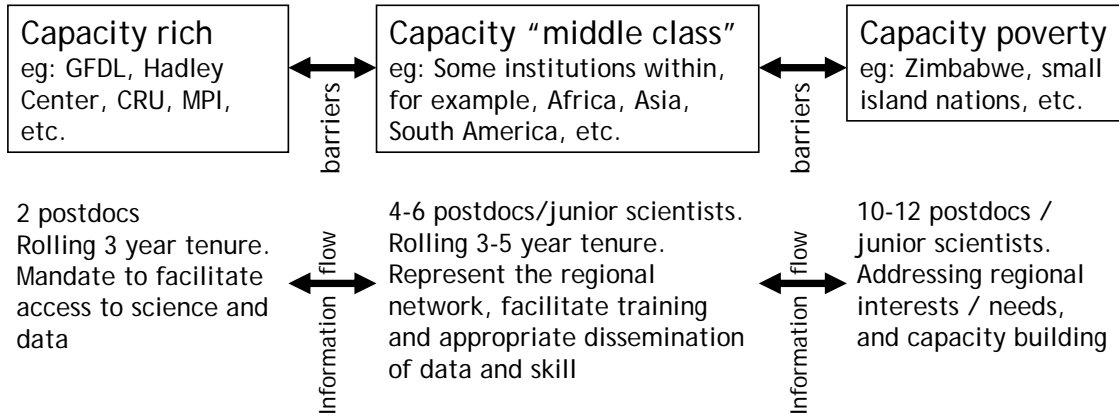 Capacity rich
eg: GFDL, Hadley
Center, CRU, MPI,
etc.
barriers
Capacity “middle class”
eg: Some institutions within,
for example, Africa, Asia,
South America, etc.
barriers
Capacity poverty
eg: Zimbabwe, small
island nations, etc.
2 postdocs
Rolling 3 year tenure.
Mandate to facilitate
access to science and
data
Information flow
4-6 postdocs/junior scientists.
Rolling 3-5 year tenure.
Represent the regional
network, facilitate training
and appropriate dissemination
of data and skill
Information flow
10-12 postdocs /
junior scientists.
Addressing regional
interests / needs,
and capacity building